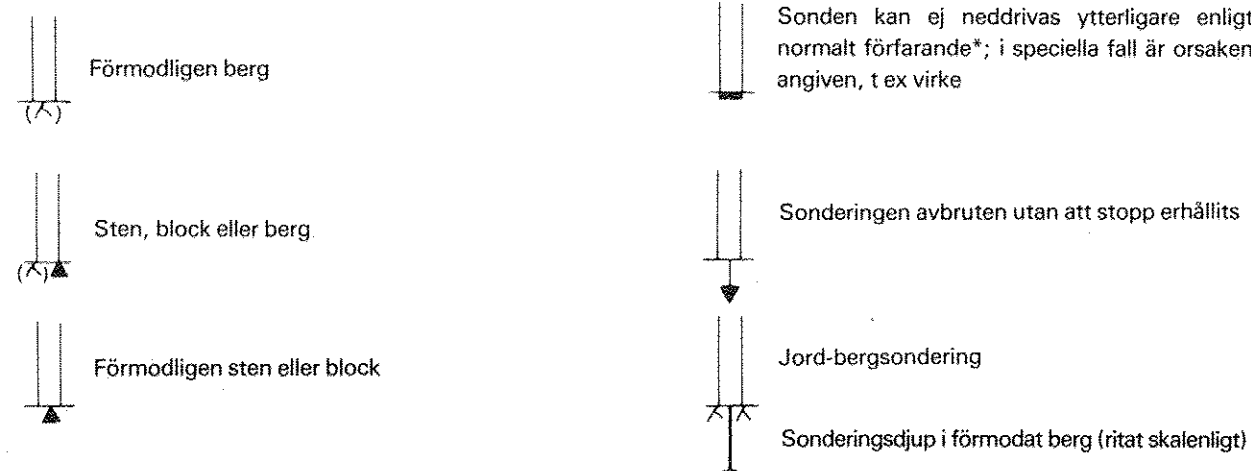 Förmodligen berg
Sten, block eller berg
Förmodligen sten eller block
Sonden kan ej neddrivas ytterligare enligt
normalt förfarande*; i speciella fall är orsaken
angiven, t ex virke
Sonderingen avbruten utan att stopp erhållits
Jord-bergsondering
Sonderingsdjup i förmodat berg (ritat skalenligt)